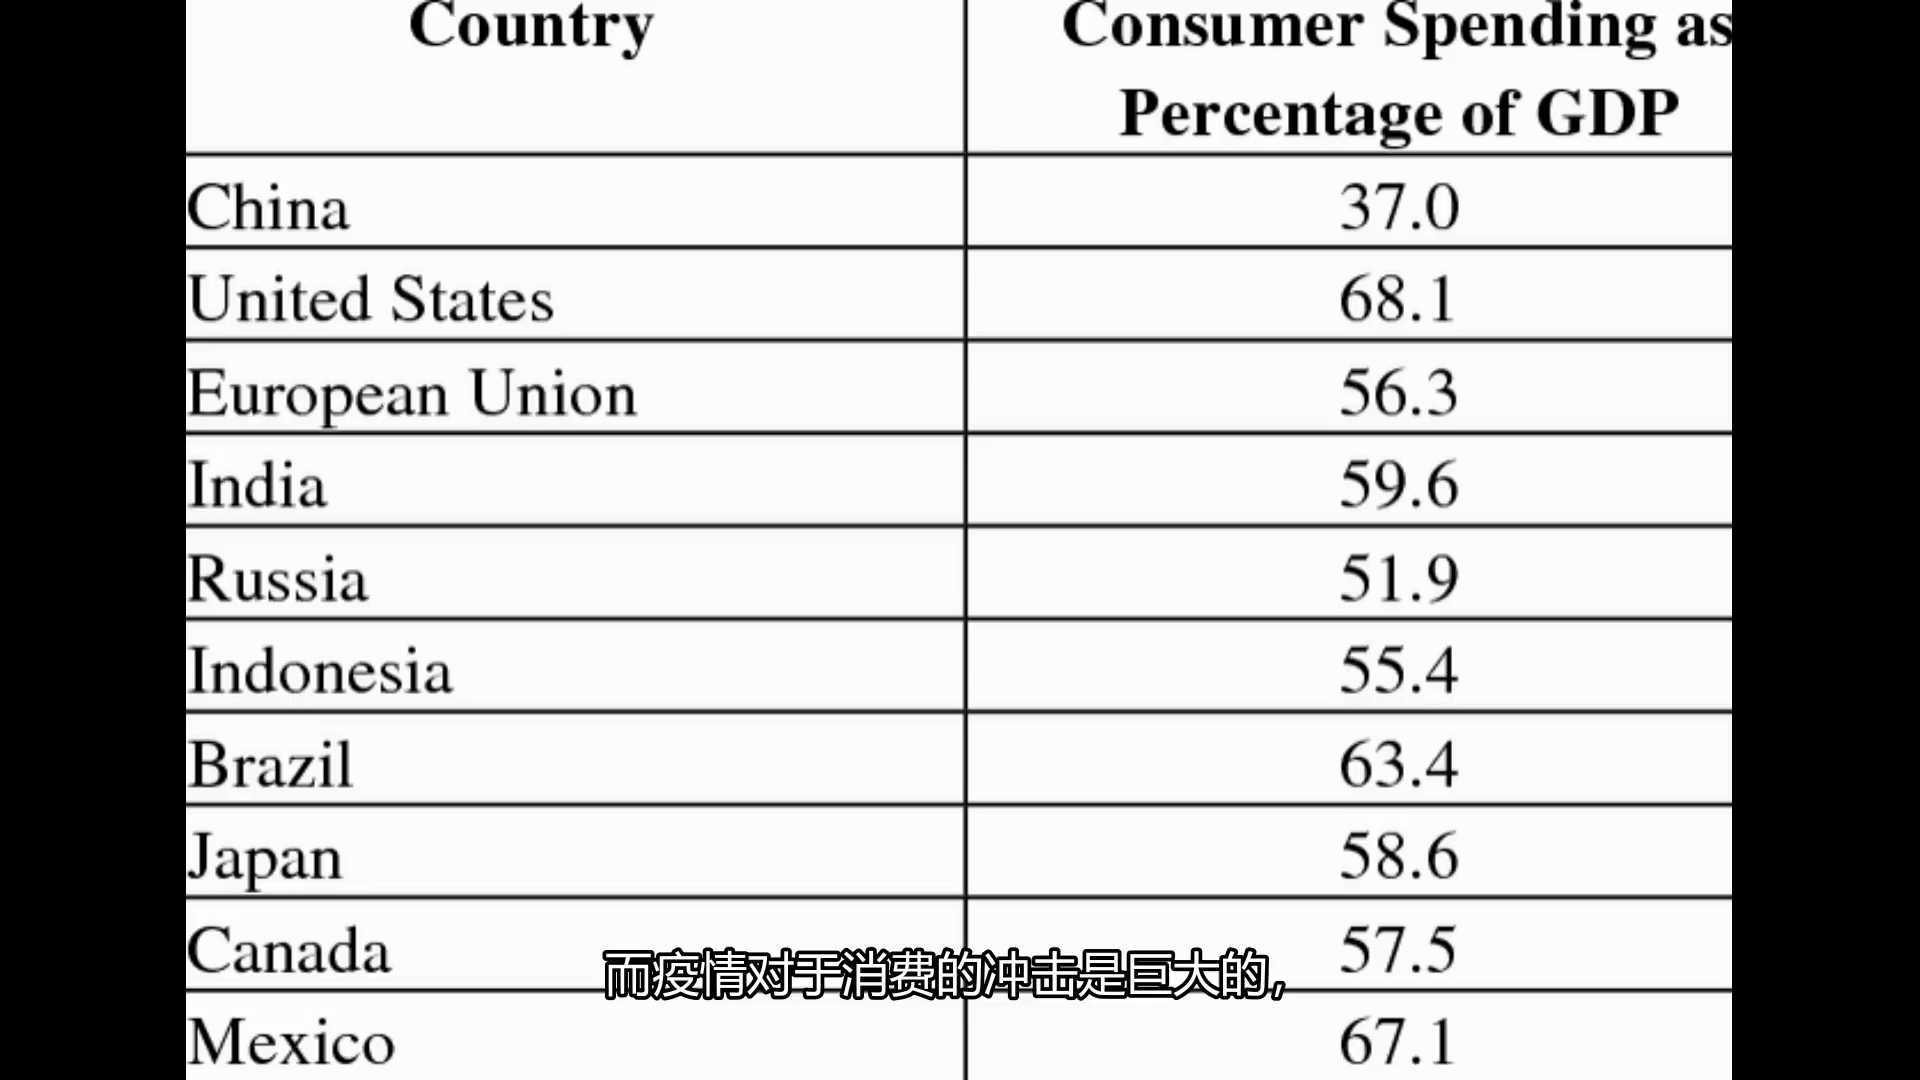 Country Consumer Spending as
Percentage of GDP
China 37.0
United States 68.1
European Union 56.3
India 59.6
Russia 51.9
Indonesia 55.4
Brazil 63.4
Japan 58.6
Canada 57.5
而疫情对于消费的冲击是巨大的，
Mexico 67.1